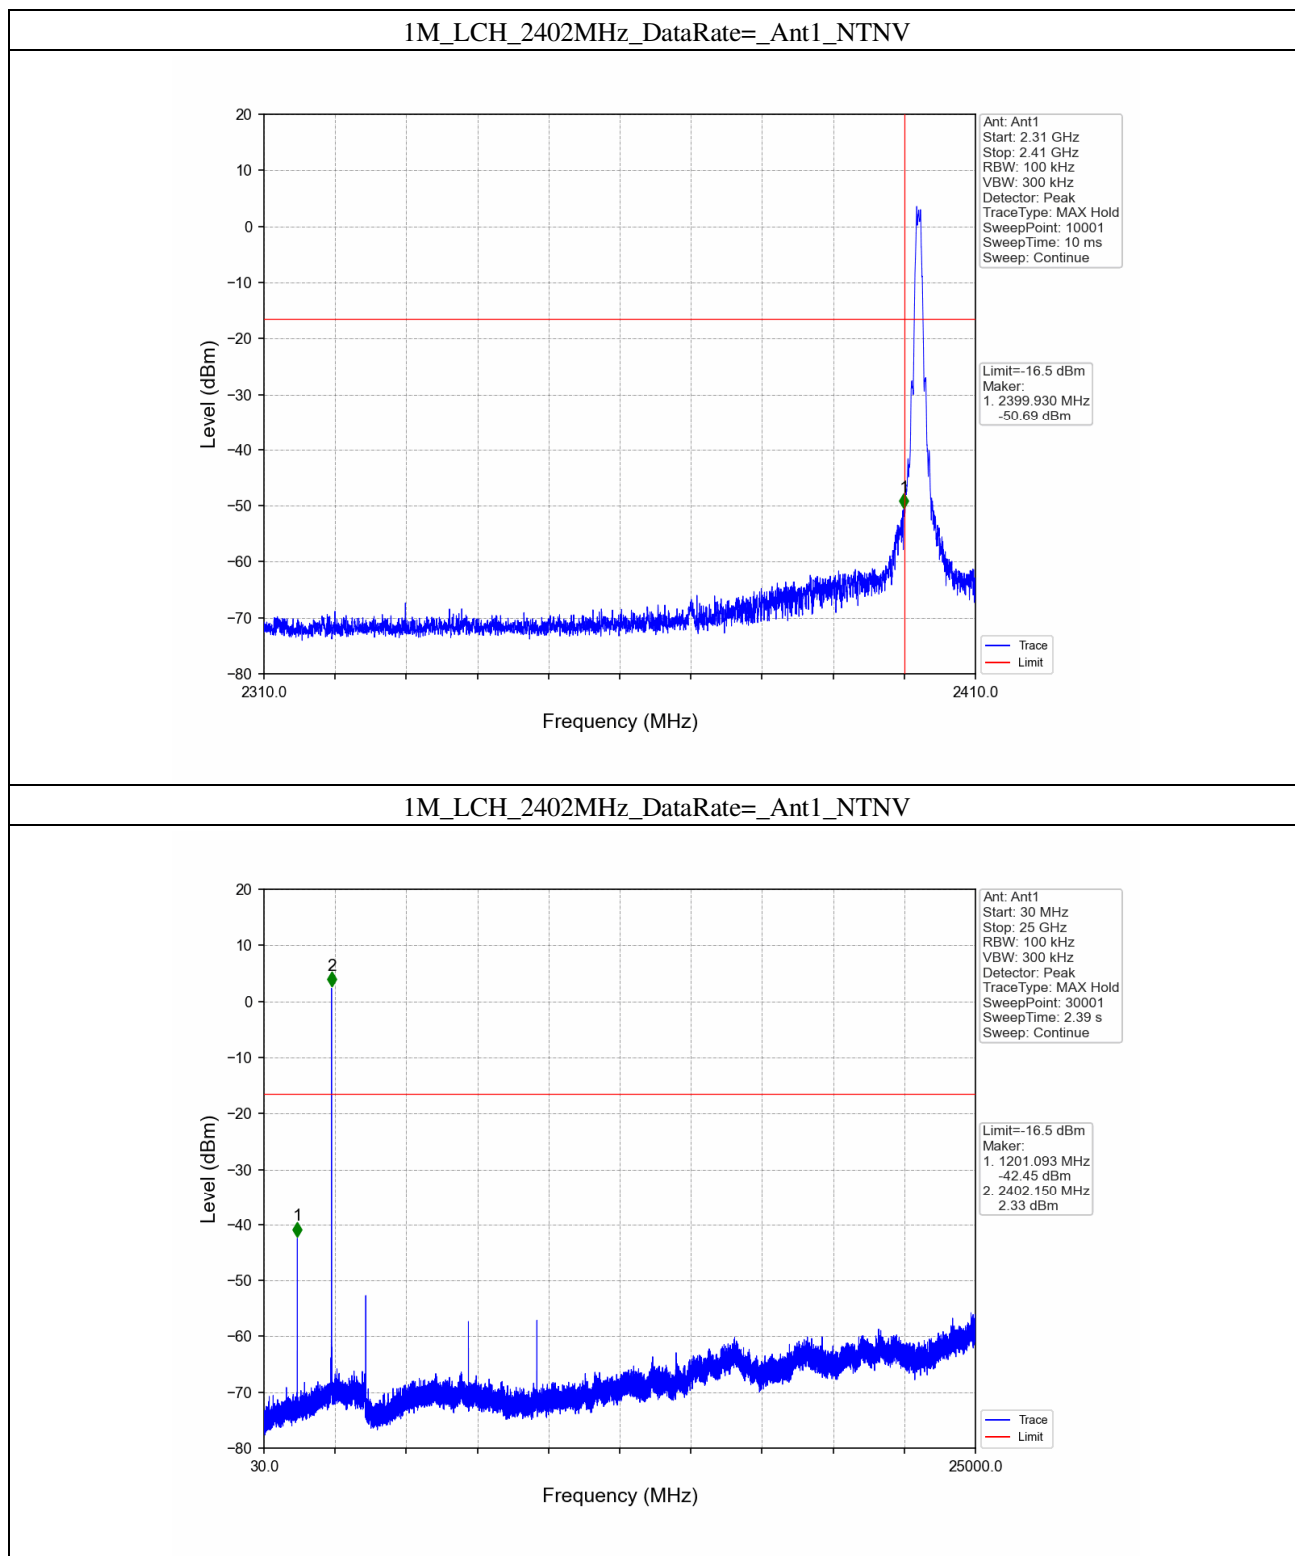 1M_LCH_2402MHz_DataRate=_Ant1_NTNV
20
10
0
−10
−20
−30
−40
−50
−60
−70
−80
Level (dBm)
2310.0
2410.0
Frequency (MHz)
1
Ant: Ant1
Start: 2.31 GHz
Stop: 2.41 GHz
RBW: 100 kHz
VBW: 300 kHz
Detector: Peak
TraceType: MAX Hold
SweepPoint: 10001
SweepTime: 10 ms
Sweep: Continue
Limit=-16.5 dBm
Maker:
1. 2399.930 MHz
-50.69 dBm
Trace
Limit
1M_LCH_2402MHz_DataRate=_Ant1_NTNV
20
10
0
−10
−20
−30
−40
−50
−60
−70
−80
Level (dBm)
30.0
25000.0
Frequency (MHz)
1
2
Ant: Ant1
Start: 30 MHz
Stop: 25 GHz
RBW: 100 kHz
VBW: 300 kHz
Detector: Peak
TraceType: MAX Hold
SweepPoint: 30001
SweepTime: 2.39 s
Sweep: Continue
Limit=-16.5 dBm
Maker:
1. 1201.093 MHz
-42.45 dBm
2. 2402.150 MHz
2.33 dBm
Trace
Limit